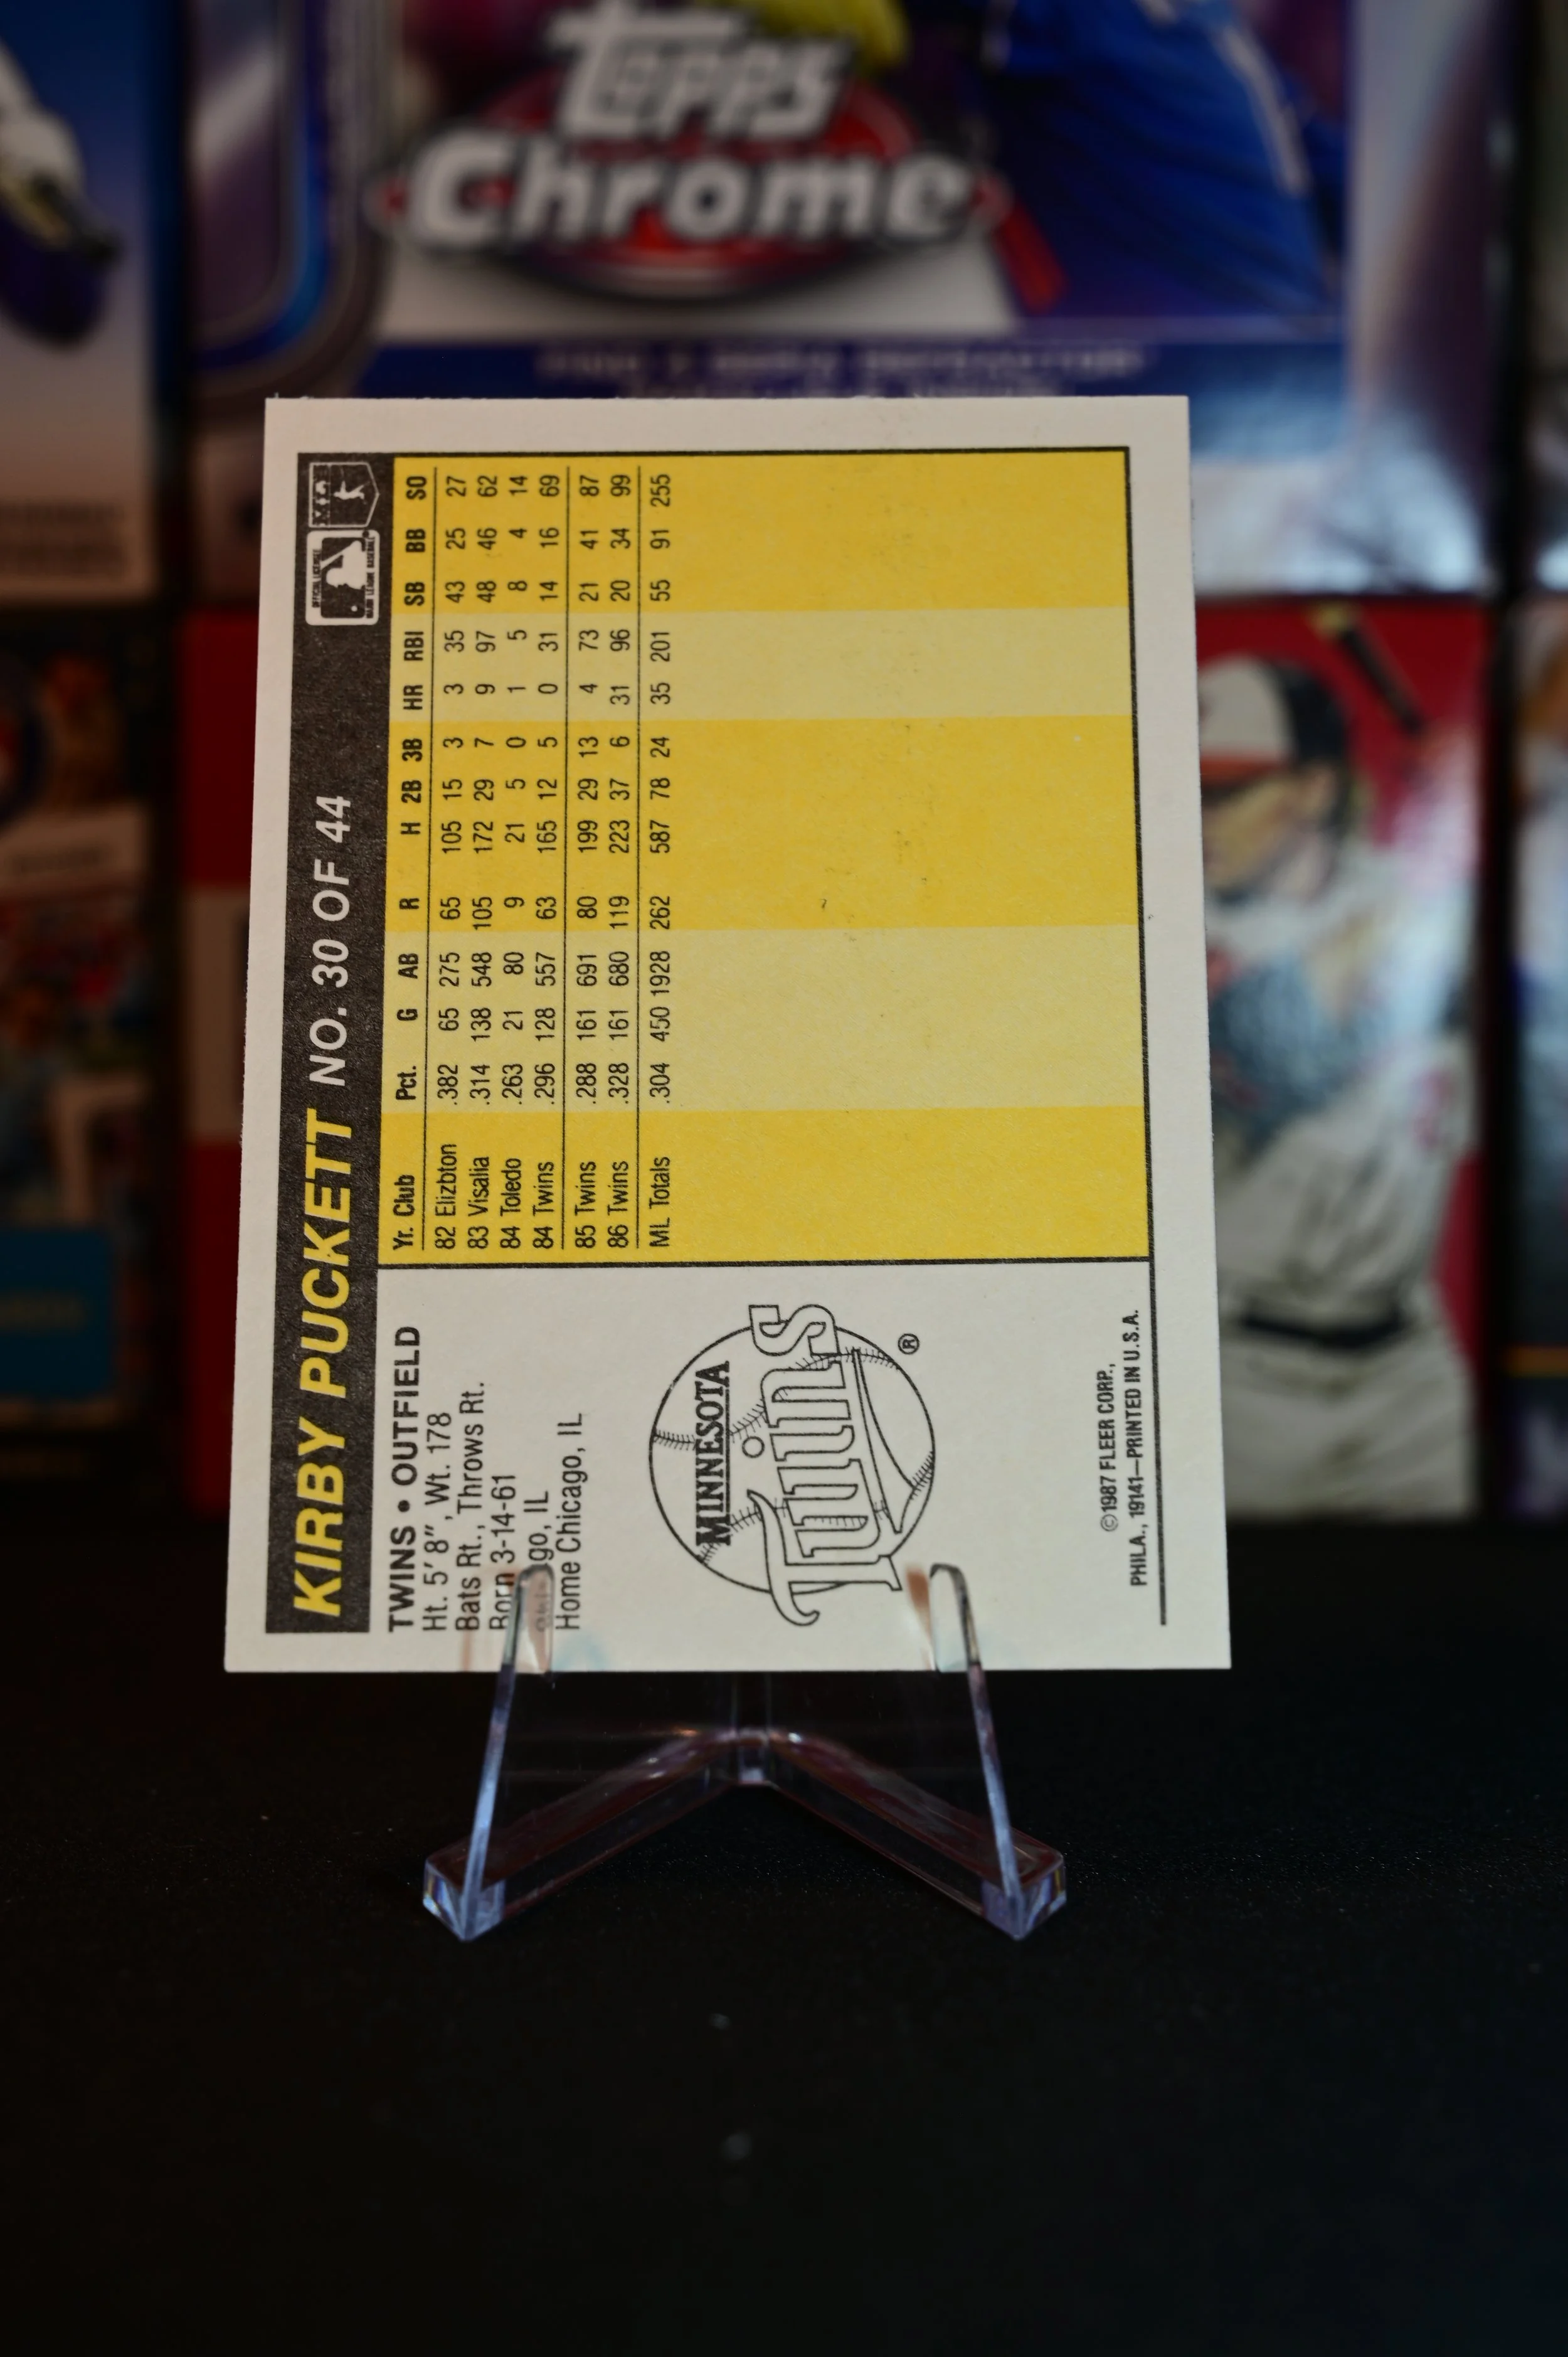 Topps
Chrome
KIRBY PUCKETT NO. 30 OF 44
TWINS • OUTFIELD
Ht. 5'8", Wt. 178
Bats Rt., Throws Rt.
Born 3-14-61
go, IL
Home Chicago, IL
MINNESOTA
Twins
®
©1987 FLEER CORP.,
PHILA., 19141—PRINTED IN U.S.A.
Yr. Club Pct. G AB R H 2B 3B HR RBI SB BB SO
82 Elizbton .382 65 275 65 105 15 3 3 35 43 25 27
83 Visalia .314 138 548 105 172 29 7 9 97 48 46 62
84 Toledo .263 21 80 9 21 5 0 1 5 8 4 14
84 Twins .296 128 557 63 165 12 5 0 31 14 16 69
85 Twins .288 161 691 80 199 29 13 4 73 21 41 87
86 Twins .328 161 680 119 223 37 6 31 96 20 34 99
ML Totals .304 450 1928 262 587 78 24 35 201 55 91 255